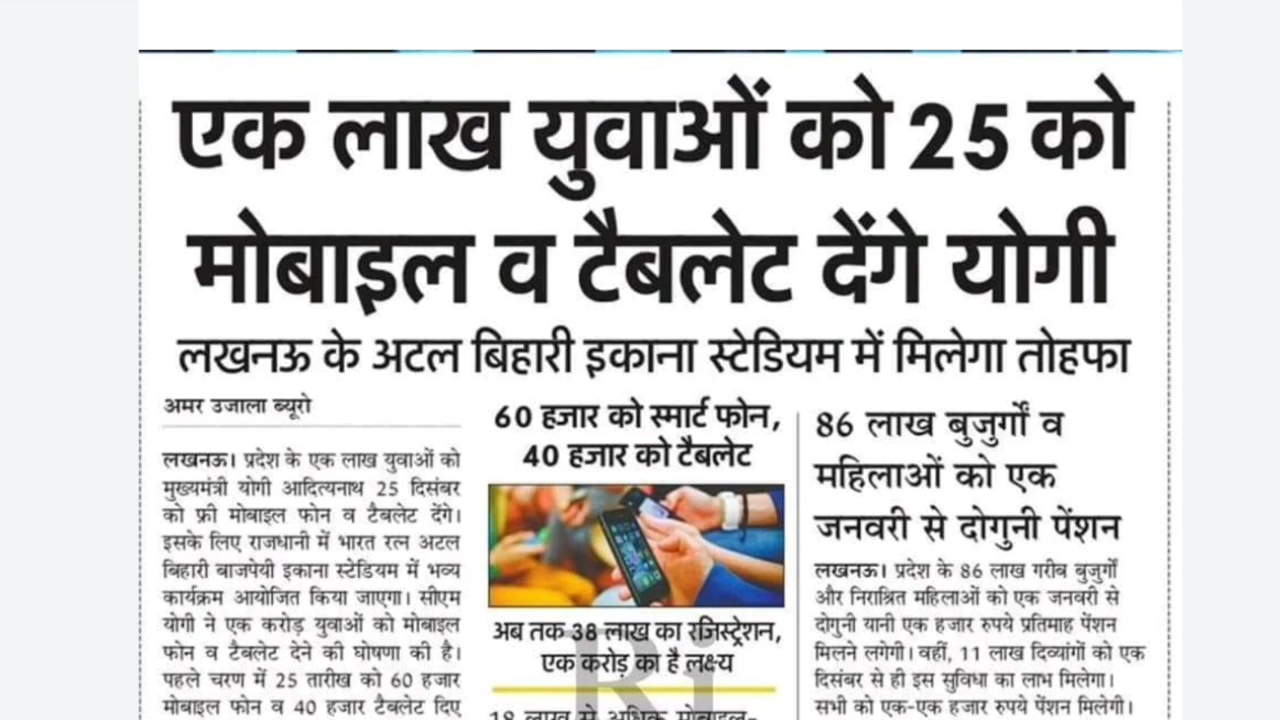 एक लाख युवाओं को 25 को
मोबाइल व टैबलेट देंगे योगी
लखनऊ के अटल बिहारी इकाना स्टेडियम में मिलेगा तोहफा
अमर उजाला ब्यूरो
लखनऊ। प्रदेश के एक लाख युवाओं को
मुख्यमंत्री योगी आदित्यनाथ 25 दिसंबर
को फ्री मोबाइल फोन व टैबलेट देंगे।
इसके लिए राजधानी में भारत रत्न अटल
बिहारी बाजपेयी इकाना स्टेडियम में भव्य
कार्यक्रम आयोजित किया जाएगा। सीएम
योगी ने एक करोड़ युवाओं को मोबाइल
फोन व टैबलेट देने की घोषणा की है।
पहले चरण में 25 तारीख को 60 हजार
मोबाइल फोन व 40 हजार टैबलेट दिए
60 हजार को स्मार्ट फोन,
40 हजार को टैबलेट
अब तक 38 लाख का रजिस्ट्रेशन,
एक करोड़ का है लक्ष्य
18 लाख से अधिक मोबाइल-
86 लाख बुजुर्गों व
महिलाओं को एक
जनवरी से दोगुनी पेंशन
लखनऊ। प्रदेश के 86 लाख गरीब बुजुर्गों
और निराश्रित महिलाओं को एक जनवरी से
दोगुनी यानी एक हजार रुपये प्रतिमाह पेंशन
मिलने लगेगी। वहीं, 11 लाख दिव्यांगों को एक
दिसंबर से ही इस सुविधा का लाभ मिलेगा।
सभी को एक-एक हजार रुपये पेंशन मिलेगी।